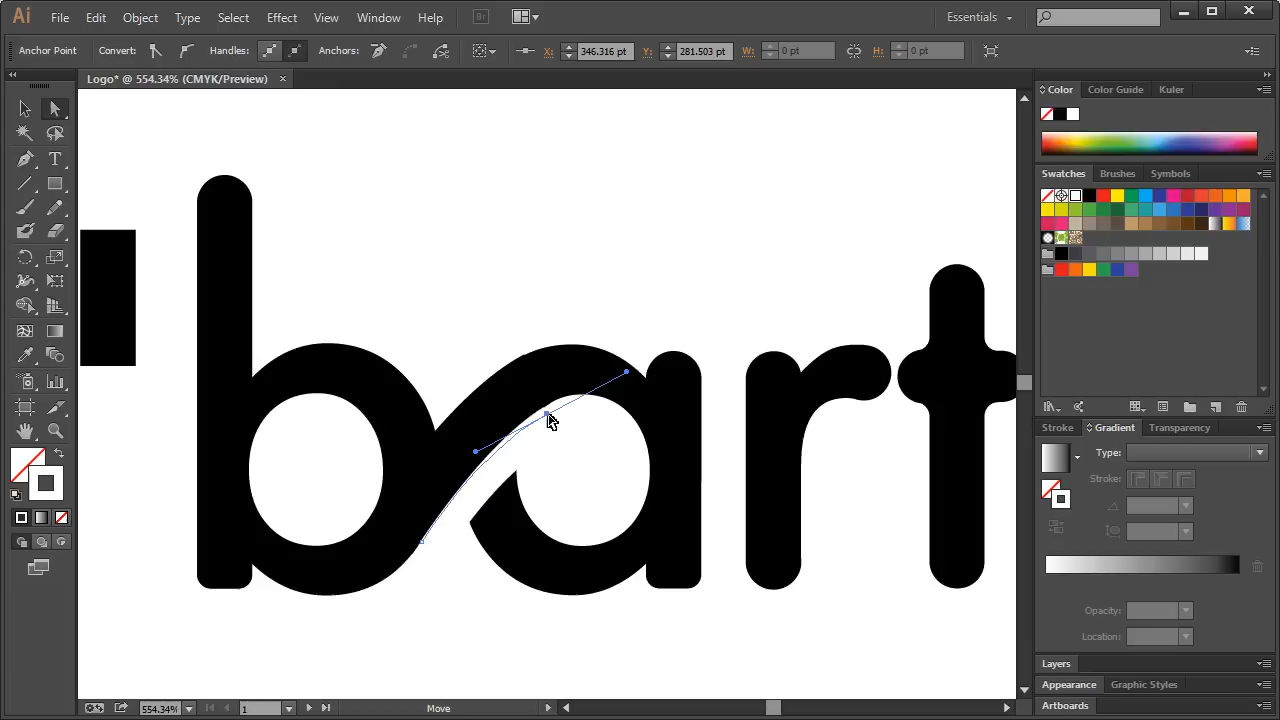 Ai File Edit Object Type Select Effect View Window Help Br Essentials
Anchor Point Convert: Handles: Anchors: X: 346.316 pt Y: 281.503 pt W: 0 pt H: 0 pt
Logo* @ 554.34% (CMYK/Preview)
Color Color Guide Kuler
Swatches Brushes Symbols
bart
Stroke Gradient Transparency
Type:
Stroke:
Opacity:
Location:
Layers
Appearance Graphic Styles
Artboards
554.34% 1 Move